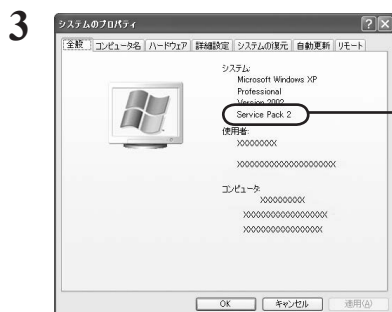 3
システムのプロパティ
全般 コンピュータ名 ハードウェア 詳細設定 システムの復元 自動更新 リモート
システム:
Microsoft Windows XP
Professional
Version 2002
Service Pack 2
使用者:
XXXXXXXX
XXXXXXXXXXXXXXXXXXXX
コンピュータ:
XXXXXXXXX
XXXXXXXXXXXXXXXXX
XXXXXXXXXXXXXXXX
OK キャンセル 適用(A)